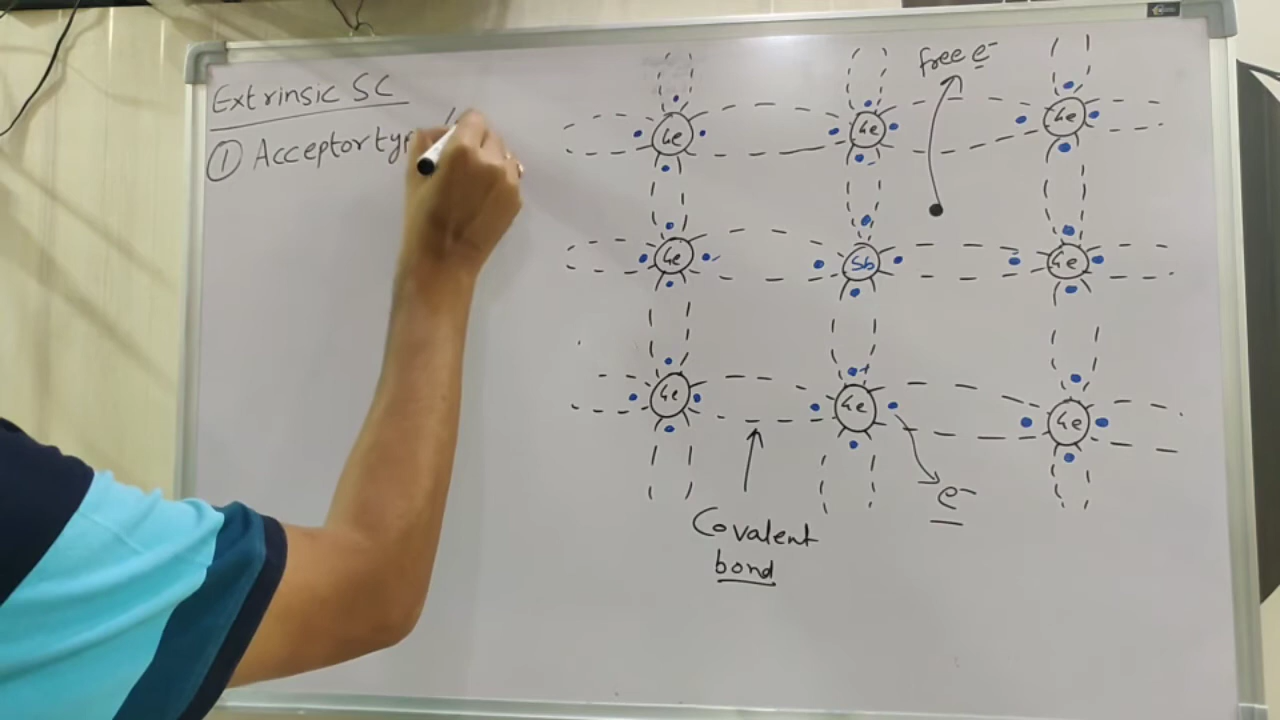 Extrinsic SC
① Acceptor typ
free e⁻
Ge Ge Ge
Ge Sb Ge
Ge Ge Ge
e⁻
Covalent
bond